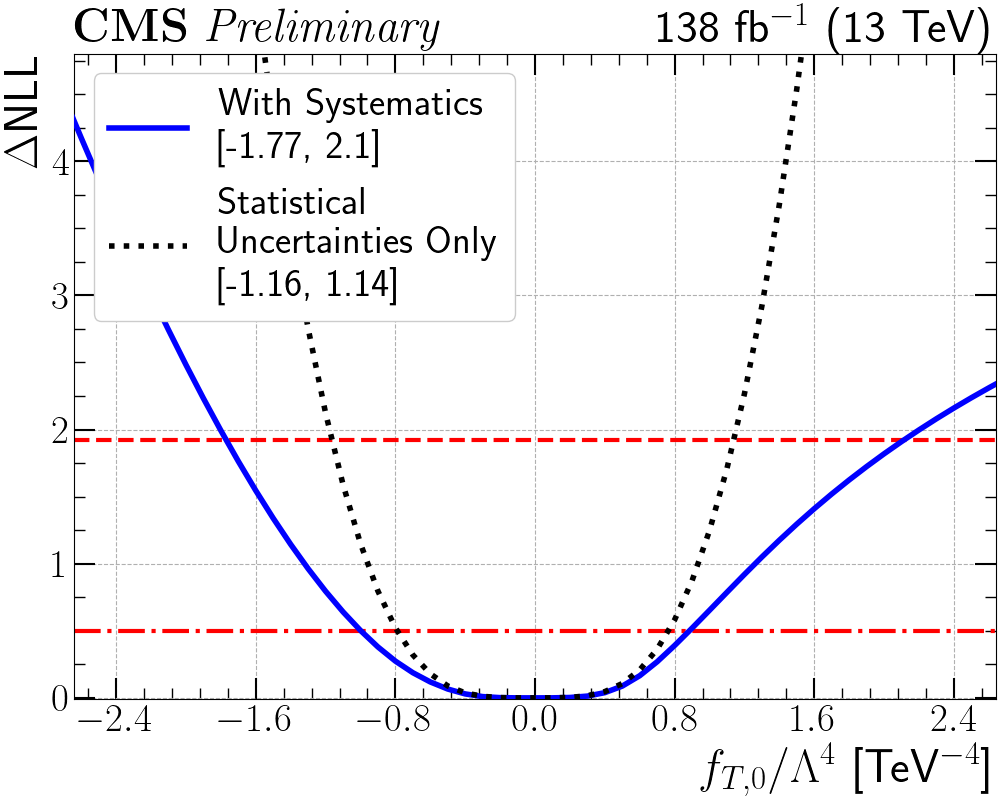 CMS Preliminary 138 fb⁻¹ (13 TeV)
ΔNLL
With Systematics
[-1.77, 2.1]
Statistical
Uncertainties Only
[-1.16, 1.14]
4
3
2
1
0
−2.4 −1.6 −0.8 0.0 0.8 1.6 2.4
f_{T,0}/Λ⁴ [TeV⁻⁴]